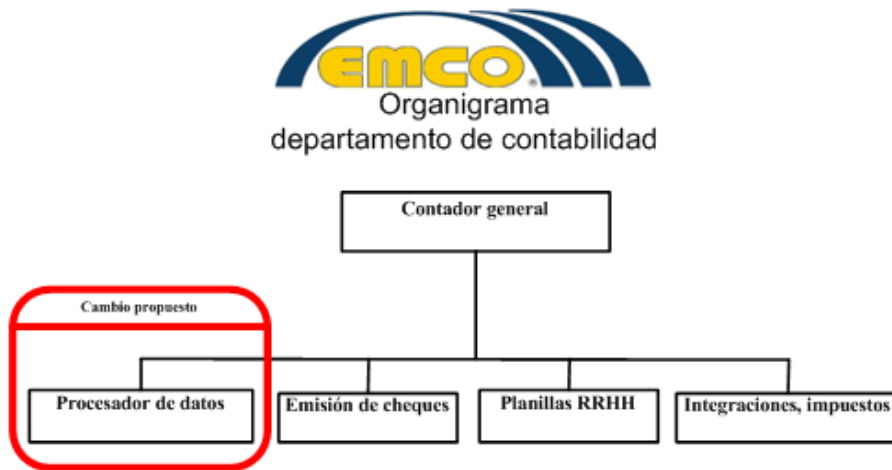 EMCO®
Organigrama
departamento de contabilidad
Contador general
Cambio propuesto
Procesador de datos
Emisión de cheques
Planillas RRHH
Integraciones, impuestos